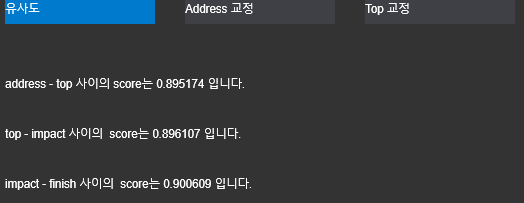 유사도 Address 교정 Top 교정
address - top 사이의 score는 0.895174 입니다.
top - impact 사이의  score는 0.896107 입니다.
impact - finish 사이의  score는 0.900609 입니다.